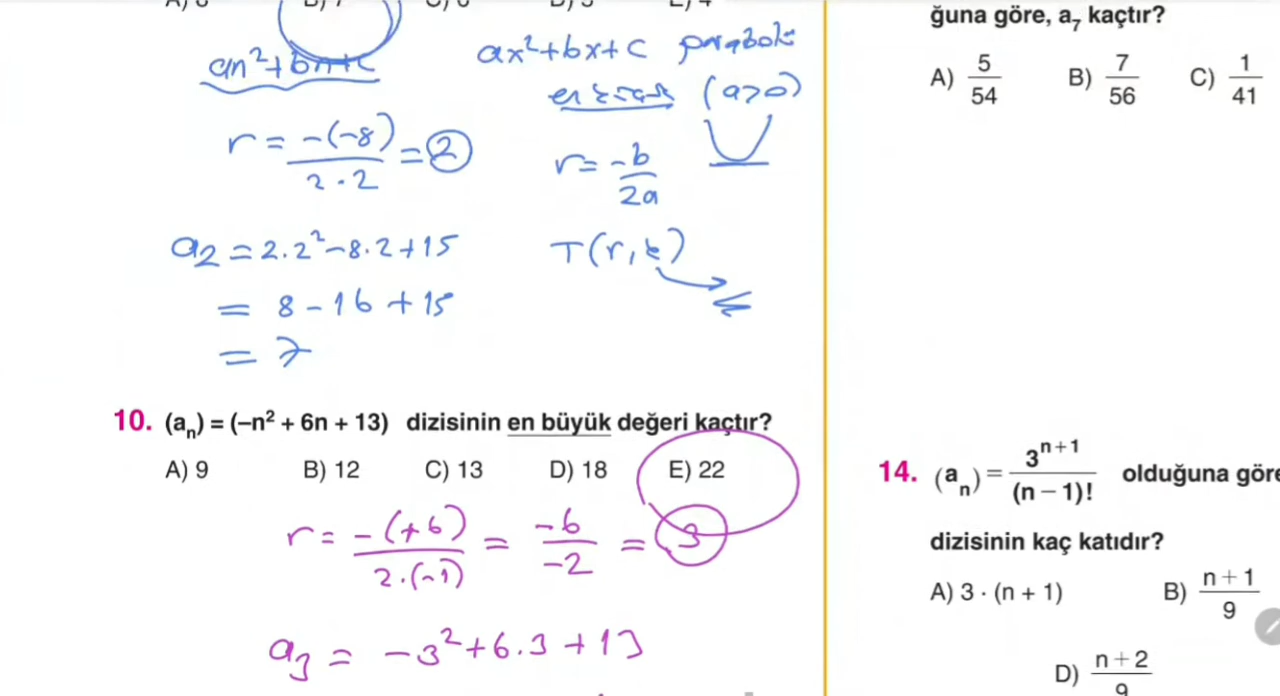 an²+bn+c
r = -(-8) / 2·2 = 2
a₂ = 2.2² - 8.2 + 15
= 8 - 16 + 15
= 7
ax²+bx+c parabol
(a>0)
r = -b / 2a
T(r,k)
10. (aₙ) = (–n² + 6n + 13) dizisinin en büyük değeri kaçtır?
A) 9 B) 12 C) 13 D) 18 E) 22
r = -(+6) / 2.(-1) = -6 / -2 = 3
a₃ = -3² + 6.3 + 13
ğuna göre, a₇ kaçtır?
A) 5/54 B) 7/56 C) 1/41
14. (aₙ) = 3ⁿ⁺¹ / (n – 1)! olduğuna göre
dizisinin kaç katıdır?
A) 3 · (n + 1) B) n + 1 / 9
D) n + 2 / 9